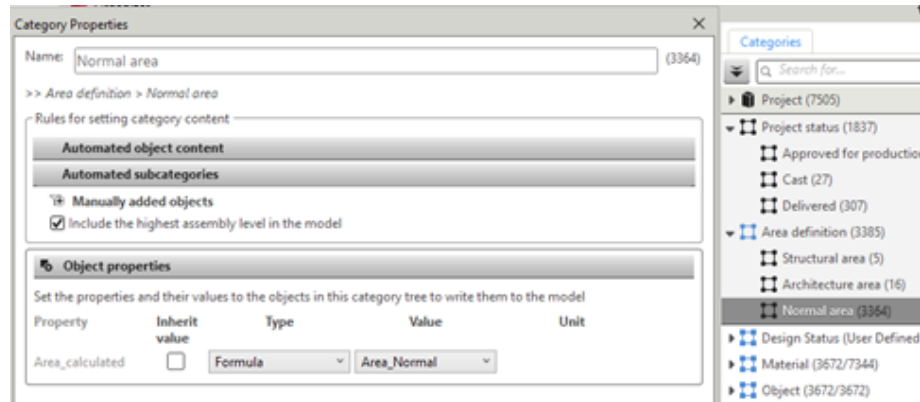 Category Properties
Name: Normal area (3364)
>> Area definition > Normal area
Rules for setting category content
Automated object content
Automated subcategories
Manually added objects
Include the highest assembly level in the model
Object properties
Set the properties and their values to the objects in this category tree to write them to the model
Property Inherit value Type Value Unit
Area_calculated Formula Area_Normal
Categories
Search for...
Project (7505)
Project status (1837)
Approved for production
Cast (27)
Delivered (307)
Area definition (3385)
Structural area (5)
Architecture area (16)
Normal area (3364)
Design Status (User Defined
Material (3672/7344)
Object (3672/3672)